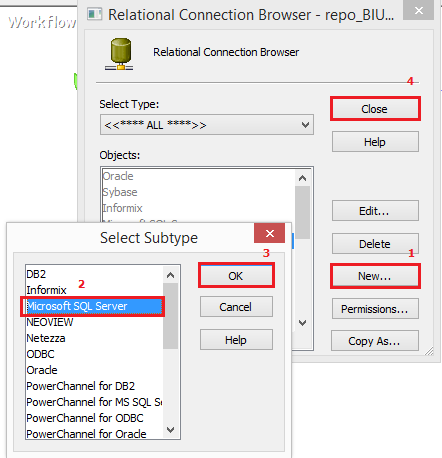 Workflow
Relational Connection Browser - repo_BIU...
Relational Connection Browser
4
Select Type:
Close
<<**** ALL ****>>
Help
Objects:
Oracle
Sybase
Informix
Edit...
Select Subtype
Delete
3
1
DB2
OK
New...
Informix
2
Microsoft SQL Server
Cancel
Permissions...
NEOVIEW
Netezza
Help
Copy As...
ODBC
Oracle
PowerChannel for DB2
PowerChannel for MS SQL Se
PowerChannel for ODBC
PowerChannel for Oracle